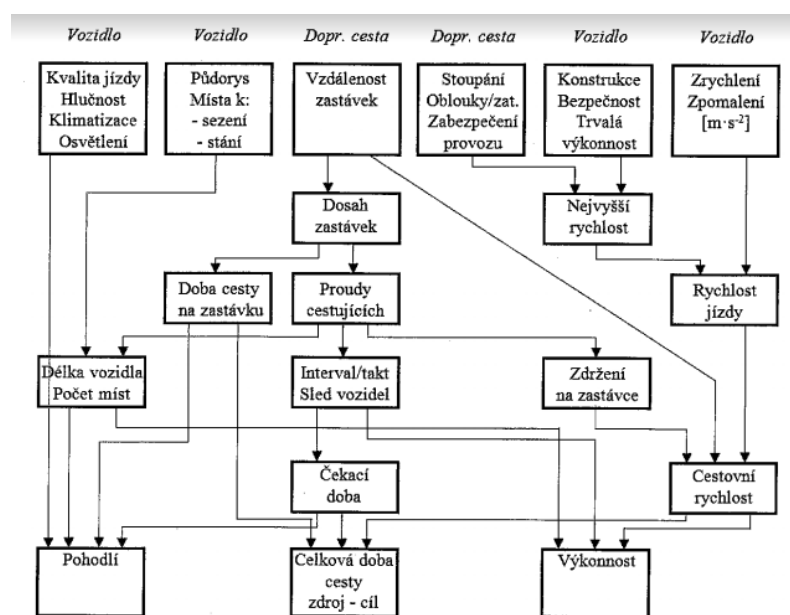 Vozidlo
Vozidlo
Dopr. cesta
Dopr. cesta
Vozidlo
Vozidlo
Kvalita jízdy
Hlučnost
Klimatizace
Osvětlení
Půdorys
Místa k:
- sezení
- stání
Vzdálenost
zastávek
Stoupání
Oblouky/zat.
Zabezpečení
provozu
Konstrukce
Bezpečnost
Trvalá
výkonnost
Zrychlení
Zpomalení
[m·s⁻²]
Dosah
zastávek
Nejvyšší
rychlost
Doba cesty
na zastávku
Proudy
cestujících
Rychlost
jízdy
Délka vozidla
Počet míst
Interval/takt
Sled vozidel
Zdržení
na zastávce
Čekací
doba
Cestovní
rychlost
Pohodlí
Celková doba
cesty
zdroj - cíl
Výkonnost